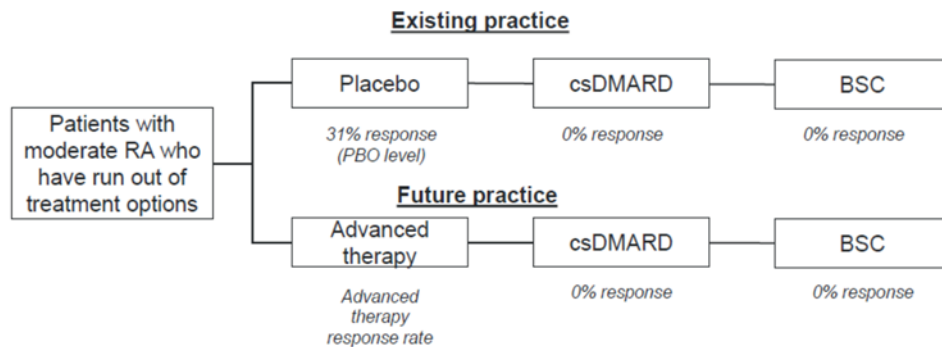 Existing practice
Patients with
moderate RA who
have run out of
treatment options
Placebo
csDMARD
BSC
31% response
(PBO level)
0% response
0% response
Future practice
Advanced
therapy
csDMARD
BSC
Advanced
therapy
response rate
0% response
0% response